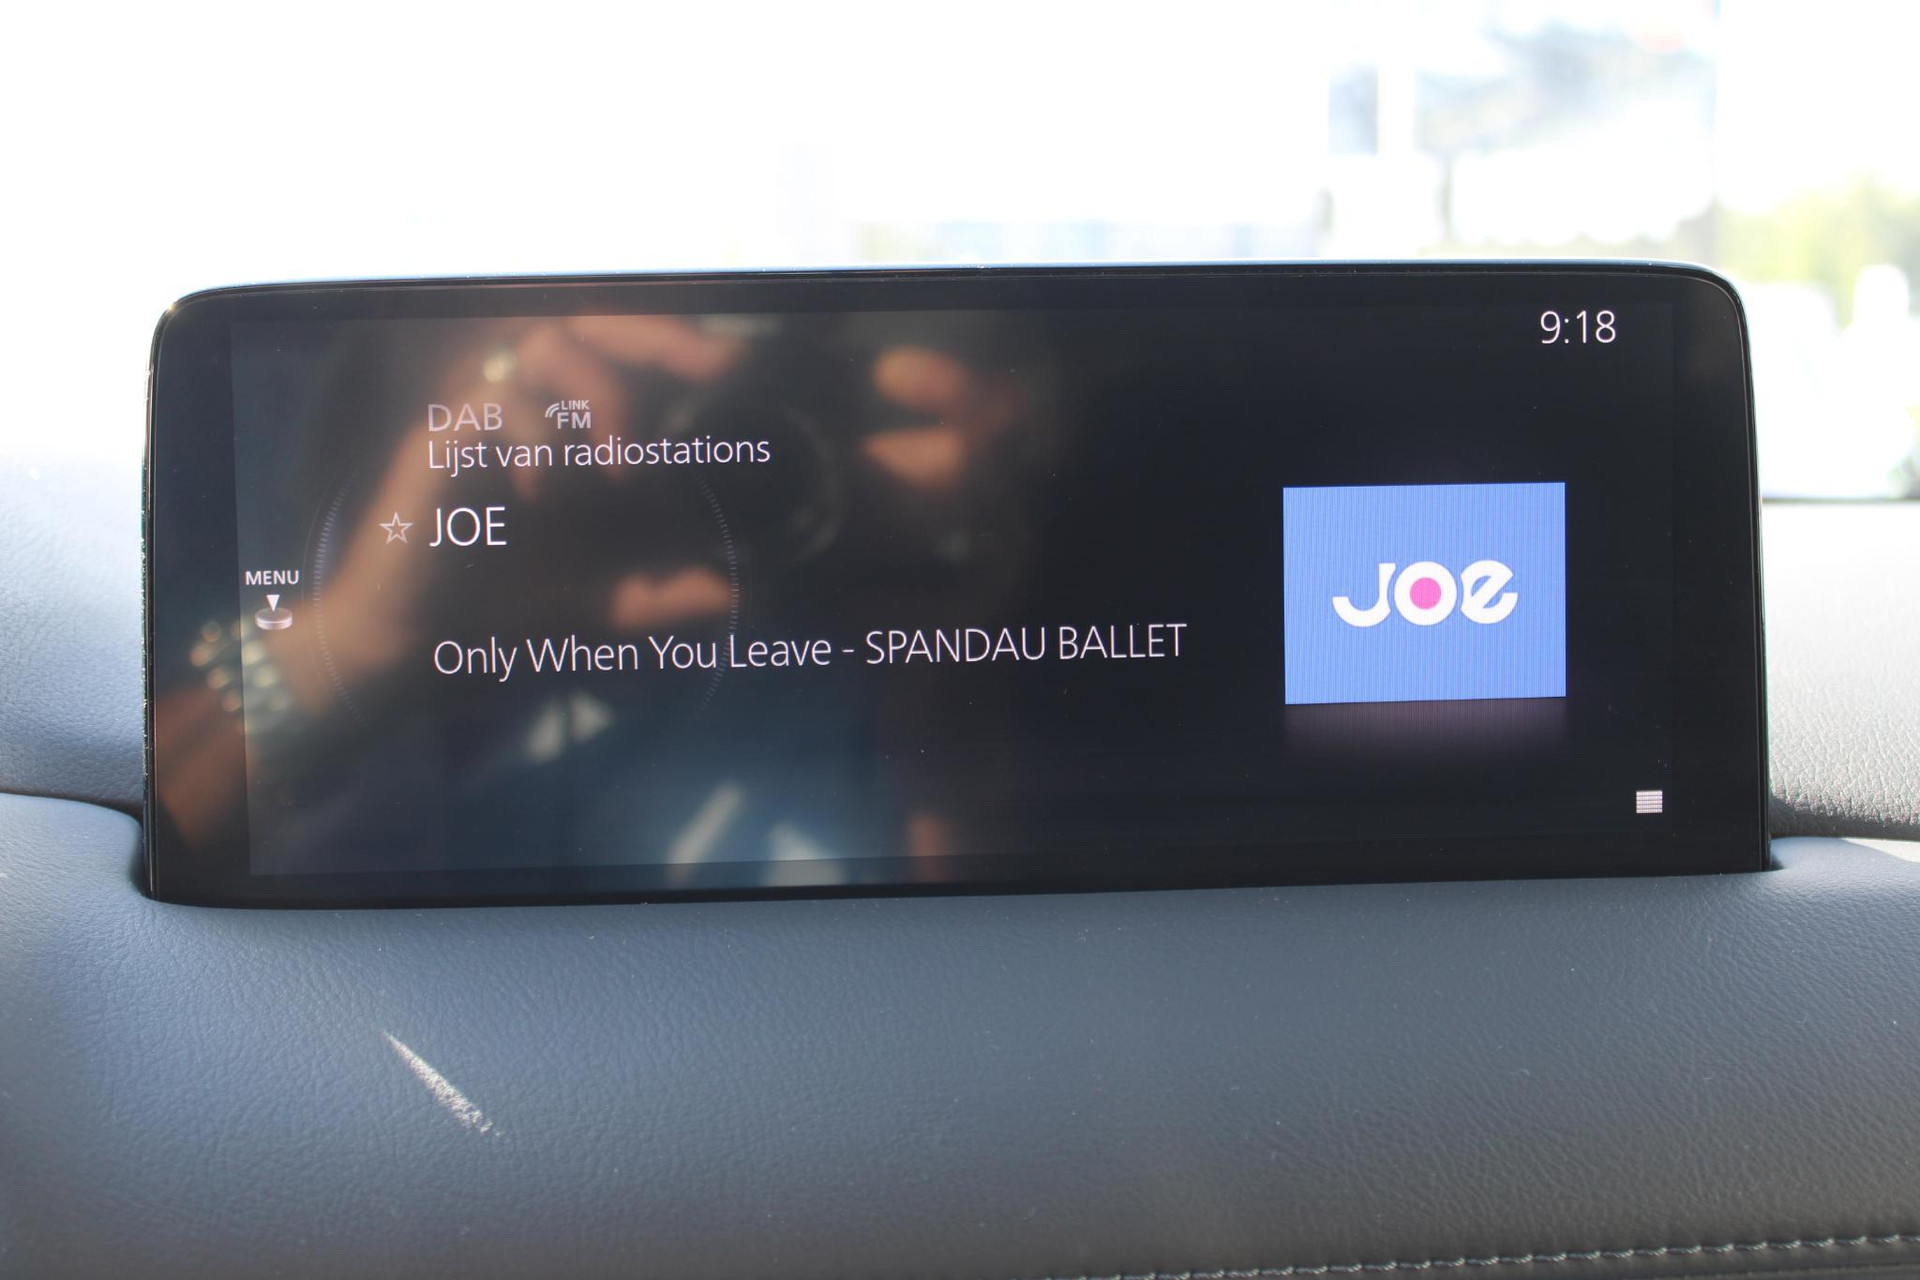 9:18
DAB LINK FM
Lijst van radiostations
JOE
MENU
Only When You Leave - SPANDAU BALLET
JOe